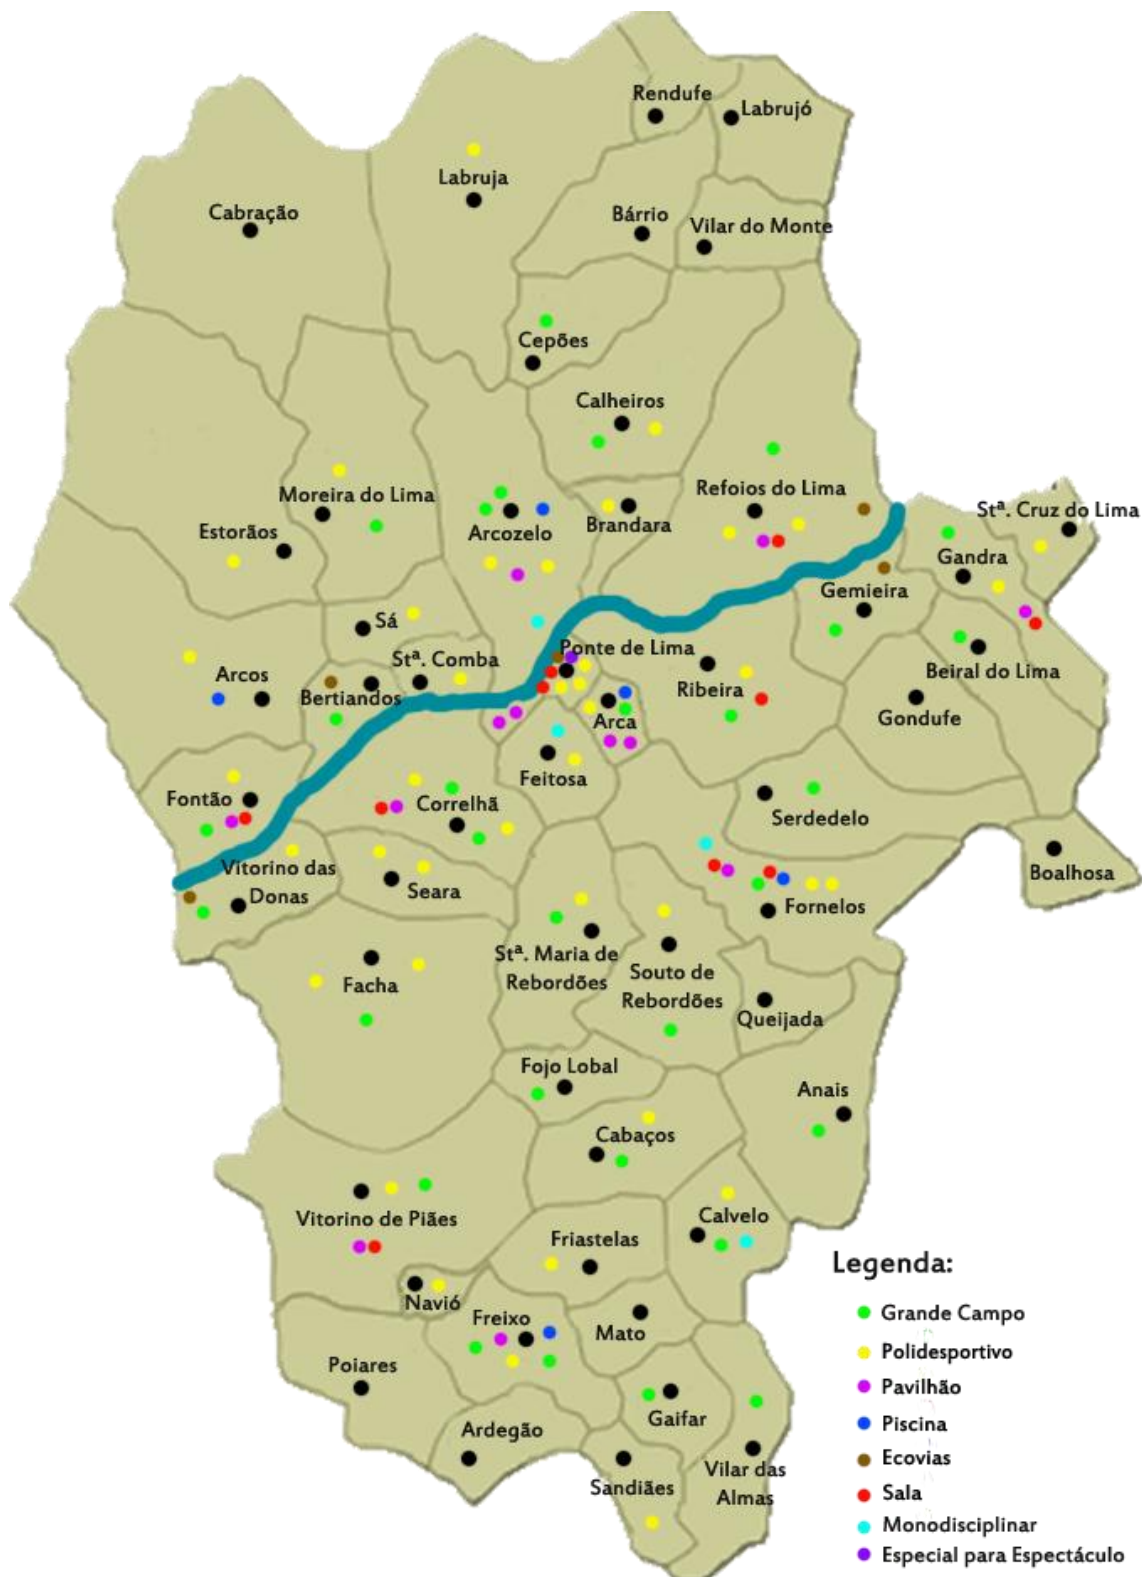 Rendufe
Labrujó
Labruja
Cabração
Bárrio
Vilar do Monte
Cepões
Calheiros
Moreira do Lima
Refoios do Lima
Stª. Cruz do Lima
Estorãos
Arcozelo
Brandara
Gandra
Gemieira
Sá
Stª. Comba
Ponte de Lima
Beiral do Lima
Arcos
Bertiandos
Ribeira
Arca
Gondufe
Feitosa
Fontão
Correlhã
Serdedelo
Vitorino das
Donas
Seara
Boalhosa
Fornelos
Stª. Maria de
Rebordões
Souto de
Rebordões
Facha
Queijada
Fojo Lobal
Anais
Cabaços
Vitorino de Piães
Calvelo
Friastelas
Navió
Freixo
Mato
Poiares
Gaifar
Ardegão
Vilar das
Almas
Sandiães
Legenda:
Grande Campo
Polidesportivo
Pavilhão
Piscina
Ecovias
Sala
Monodisciplinar
Especial para Espectáculo